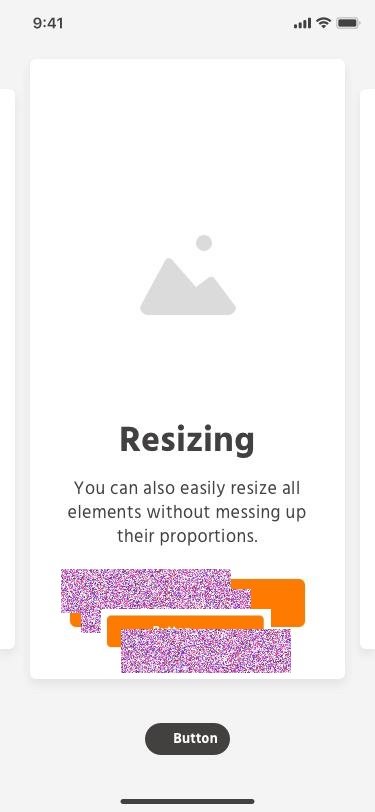 9:41
Resizing
You can also easily resize all
elements without messing up
their proportions.
Button